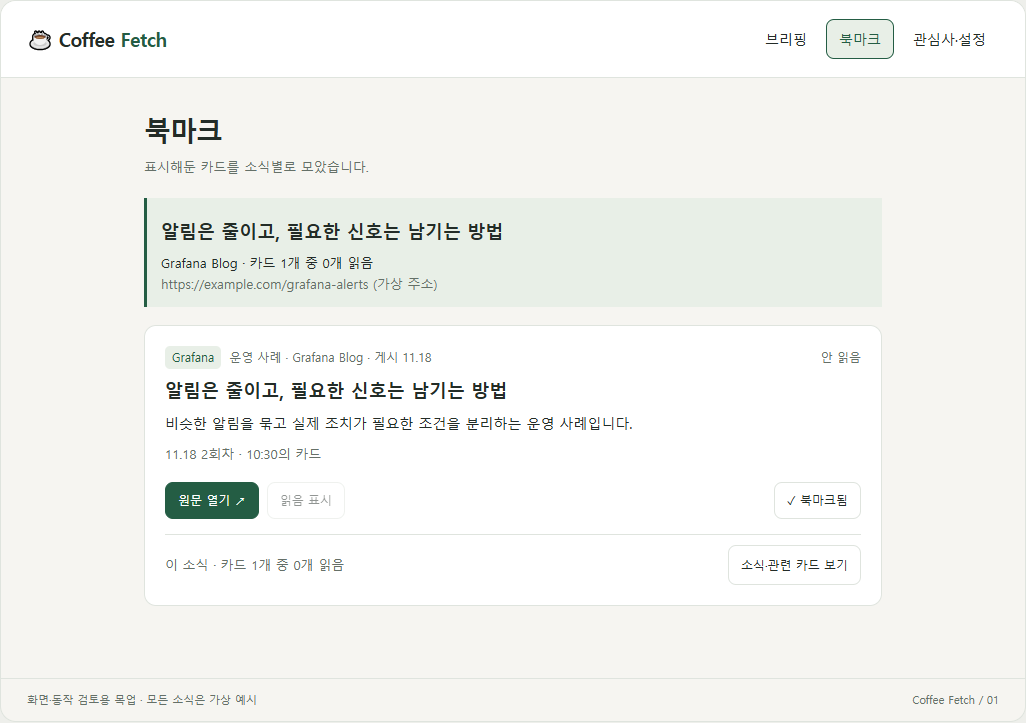 Coffee Fetch
브리핑
북마크
관심사·설정
북마크
표시해둔 카드를 소식별로 모았습니다.
알림은 줄이고, 필요한 신호는 남기는 방법
Grafana Blog · 카드 1개 중 0개 읽음
https://example.com/grafana-alerts (가상 주소)
Grafana 운영 사례 · Grafana Blog · 게시 11.18
안 읽음
알림은 줄이고, 필요한 신호는 남기는 방법
비슷한 알림을 묶고 실제 조치가 필요한 조건을 분리하는 운영 사례입니다.
11.18 2회차 · 10:30의 카드
원문 열기 ↗
읽음 표시
✓ 북마크됨
이 소식 · 카드 1개 중 0개 읽음
소식·관련 카드 보기
화면·동작 검토용 목업 · 모든 소식은 가상 예시
Coffee Fetch / 01